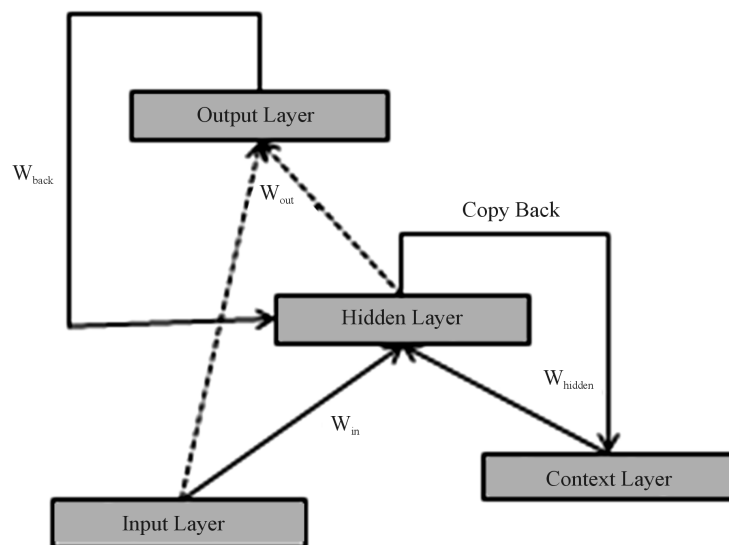 Output Layer
W_back
W_out
Copy Back
Hidden Layer
W_hidden
W_in
Context Layer
Input Layer